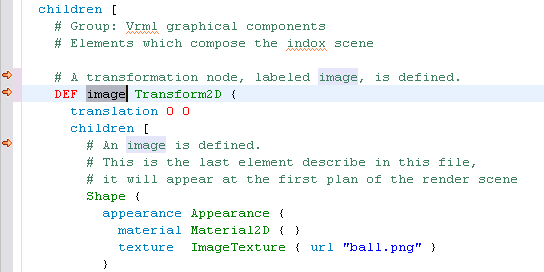 children [
# Group: Vrml graphical components
# Elements which compose the indox scene
# A transformation node, labeled image, is defined.
DEF image Transform2D {
translation 0 0
children [
# An image is defined.
# This is the last element describe in this file,
# it will appear at the first plan of the render scene
Shape {
appearance Appearance {
material Material2D { }
texture ImageTexture { url "ball.png" }
}